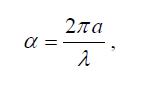 α = 2πa / λ ,